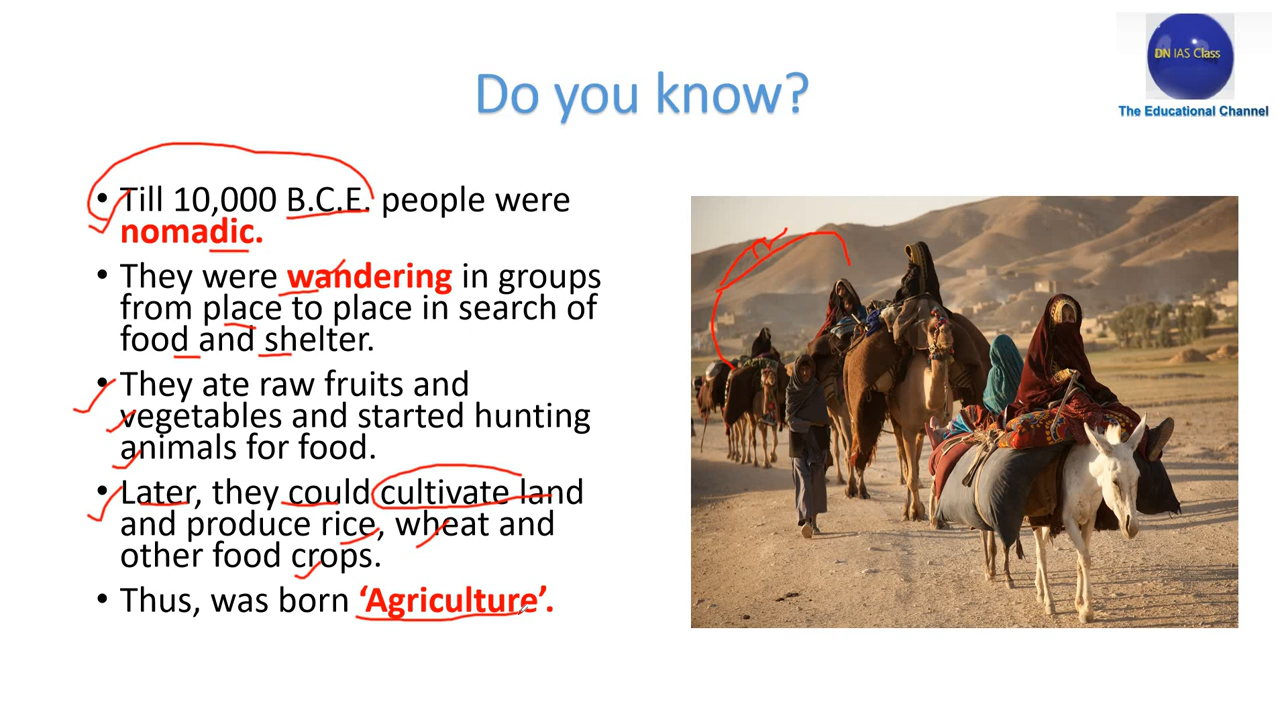 DN IAS Class
The Educational Channel
Do you know?
• Till 10,000 B.C.E. people were
nomadic.
• They were wandering in groups
from place to place in search of
food and shelter.
• They ate raw fruits and
vegetables and started hunting
animals for food.
• Later, they could cultivate land
and produce rice, wheat and
other food crops.
• Thus, was born ‘Agriculture’.